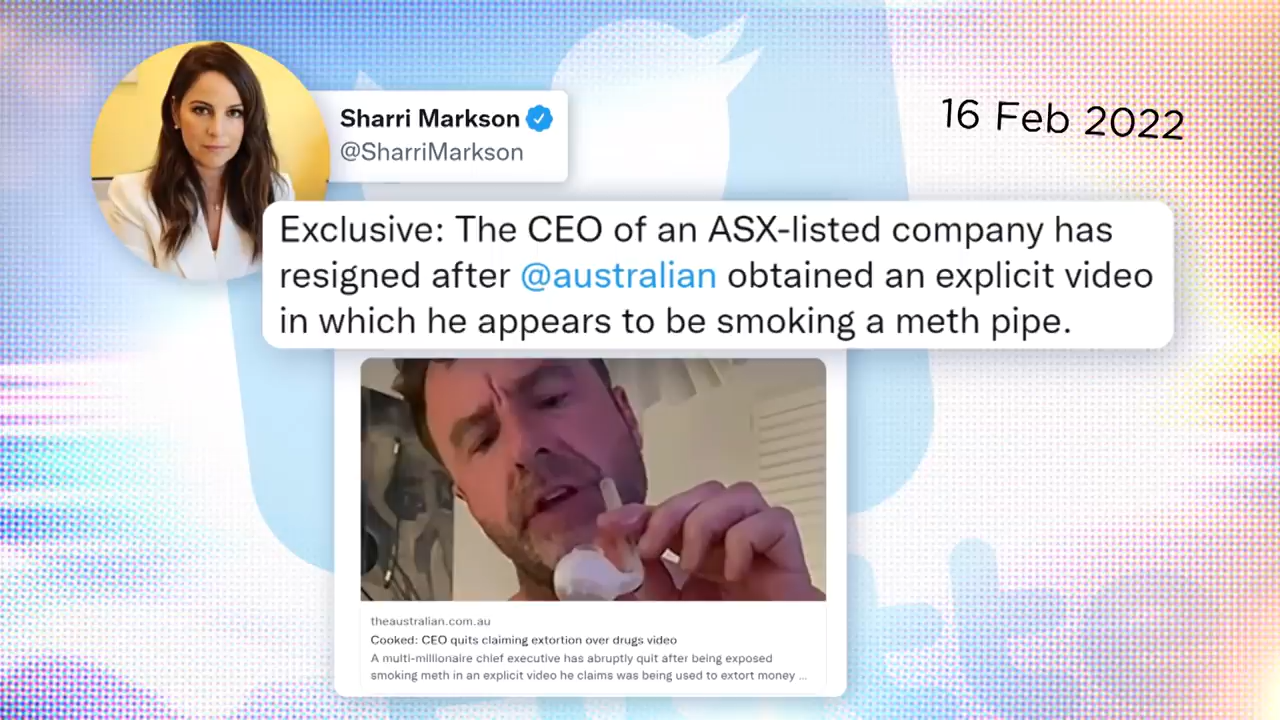 Sharri Markson
@SharriMarkson
16 Feb 2022
Exclusive: The CEO of an ASX-listed company has
resigned after @australian obtained an explicit video
in which he appears to be smoking a meth pipe.
theaustralian.com.au
Cooked: CEO quits claiming extortion over drugs video
A multi-millionaire chief executive has abruptly quit after being exposed
smoking meth in an explicit video he claims was being used to extort money ...